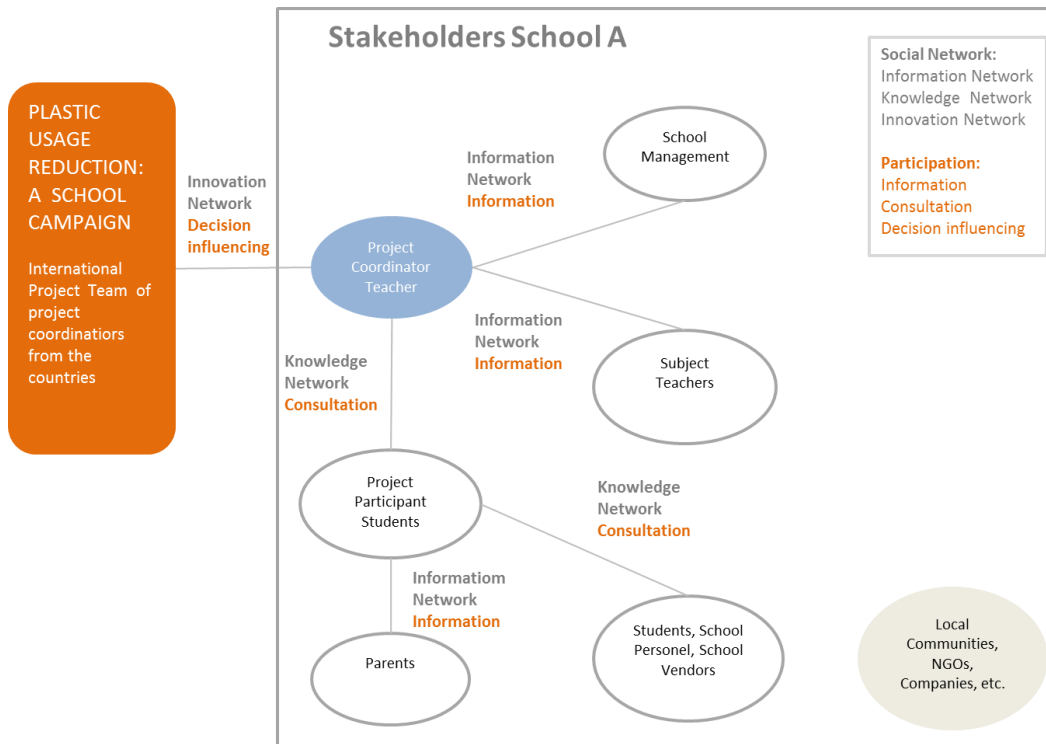 Stakeholders School A
PLASTIC
USAGE
REDUCTION:
A SCHOOL
CAMPAIGN
International
Project Team of
project
coordinatiors
from the
countries
Innovation
Network
Decision
influencing
Project
Coordinator
Teacher
Information
Network
Information
School
Management
Social Network:
Information Network
Knowledge Network
Innovation Network
Participation:
Information
Consultation
Decision influencing
Information
Network
Information
Subject
Teachers
Knowledge
Network
Consultation
Project
Participant
Students
Knowledge
Network
Consultation
Informatiom
Network
Information
Parents
Students, School
Personel, School
Vendors
Local
Communities,
NGOs,
Companies, etc.